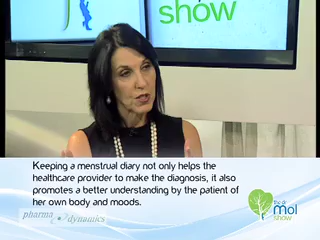 show
Keeping a menstrual diary not only helps the
healthcare provider to make the diagnosis, it also
promotes a better understanding by the patient of
her own body and moods.
the dr
mol
show
pharma dynamics